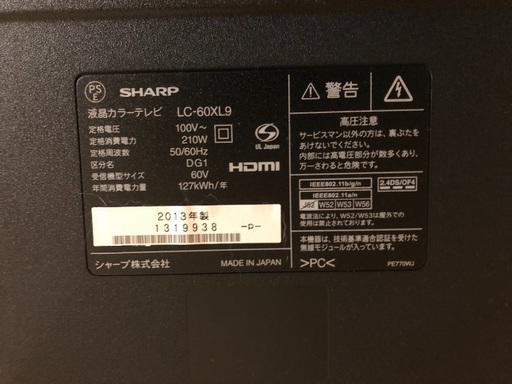 PS
E
SHARP
液晶カラーテレビ LC-60XL9
定格電圧 100V~
定格消費電力 210W
定格周波数 50/60Hz
区分名 DG1
受信機型サイズ 60V
年間消費電力量 127kWh/年
UL Japan
HDMI
2013年製
1319938 -p-
シャープ株式会社 MADE IN JAPAN
警告
高圧注意
サービスマン以外の方は、裏ぶたを
あけないでください。
内部には高電圧部分が数多くあり、
万一さわると危険です。
IEEE802.11b/g/n
IEEE802.11a/n
J52 W52 W53 W56
2.4DS/OF4
電波法により、W52/W53は屋外での
使用は禁じられています。
本機器は、技術基準適合認証を受けた
無線モジュールが入っています。
>PC<
PE770WJ